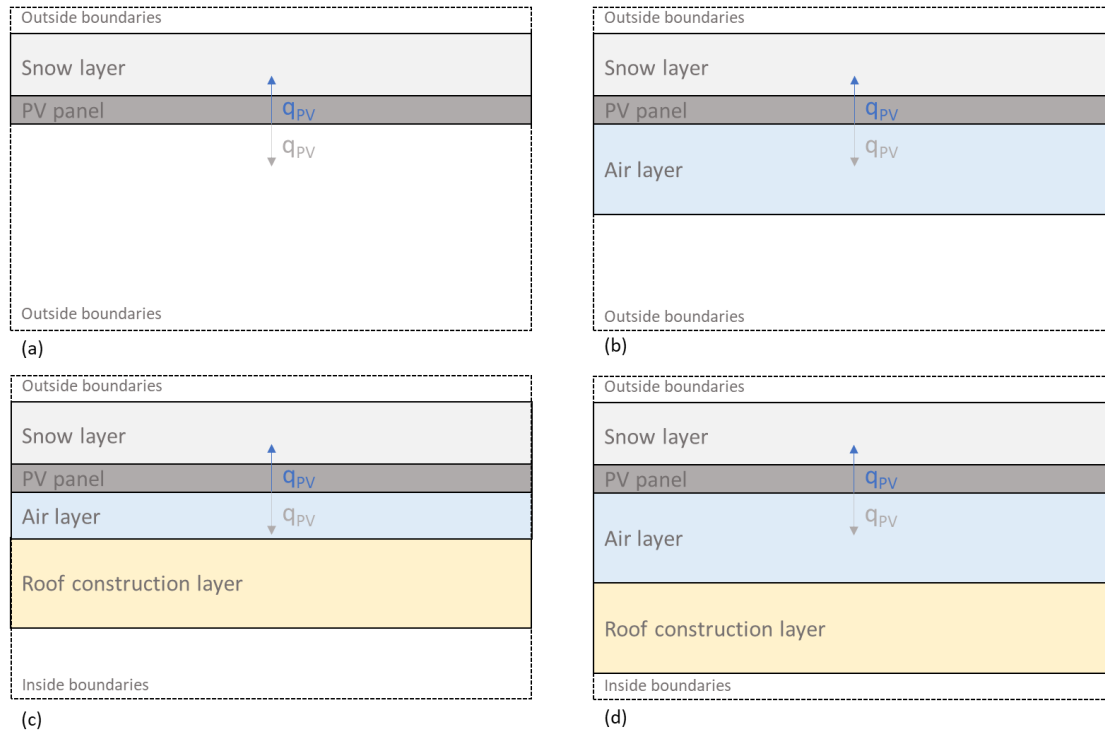 Outside boundaries
Snow layer
PV panel
qPV
qPV
Outside boundaries
(a)
Outside boundaries
Snow layer
PV panel
qPV
qPV
Air layer
Outside boundaries
(b)
Outside boundaries
Snow layer
PV panel
qPV
Air layer
qPV
Roof construction layer
Inside boundaries
(c)
Outside boundaries
Snow layer
PV panel
qPV
qPV
Air layer
Roof construction layer
Inside boundaries
(d)